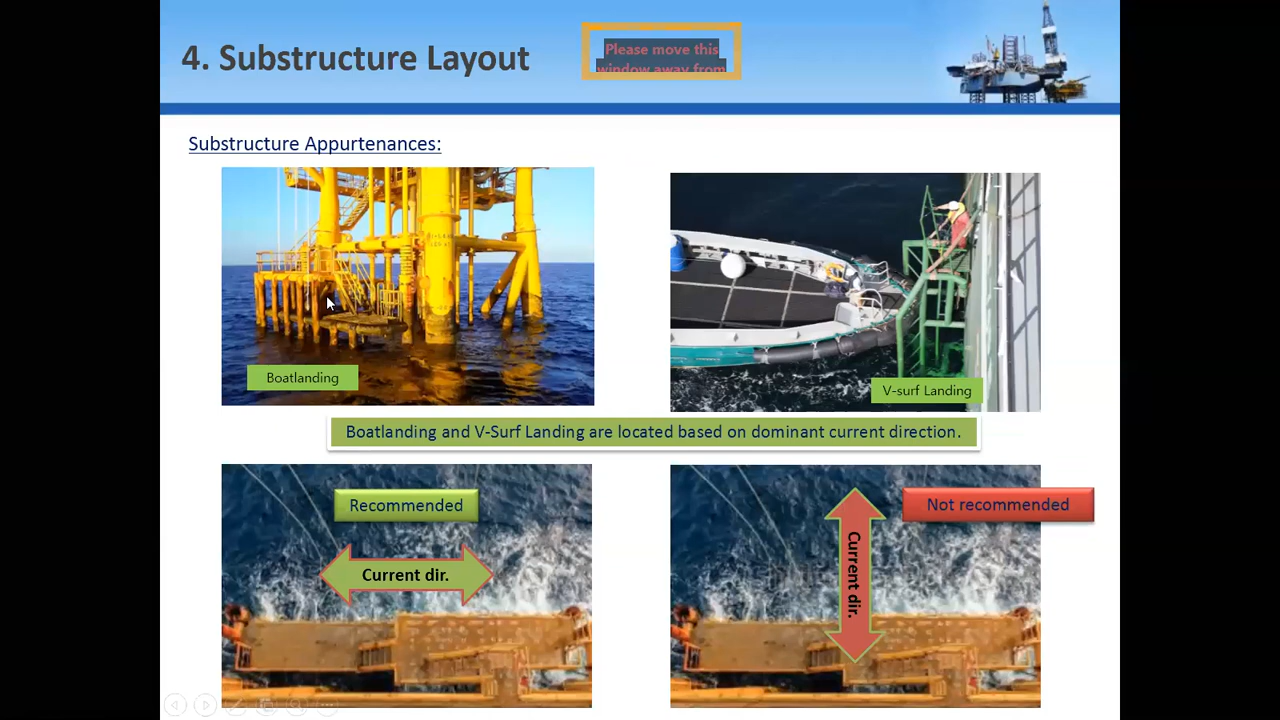 4. Substructure Layout
Please move this
window away from
Substructure Appurtenances:
Boatlanding
V-surf Landing
Boatlanding and V-Surf Landing are located based on dominant current direction.
Recommended
Not recommended
Current dir.
Current dir.